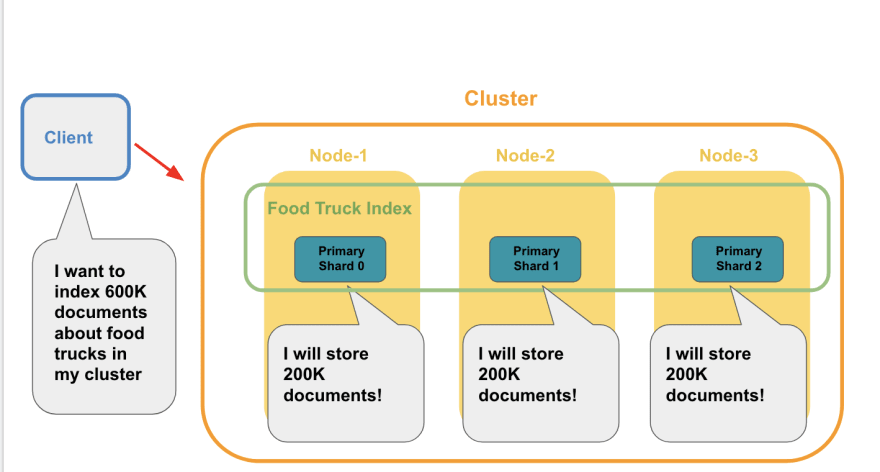 Cluster
Client
Node-1
Node-2
Node-3
Food Truck Index
Primary
Shard 0
Primary
Shard 1
Primary
Shard 2
I want to
index 600K
documents
about food
trucks in
my cluster
I will store
200K
documents!
I will store
200K
documents!
I will store
200K
documents!